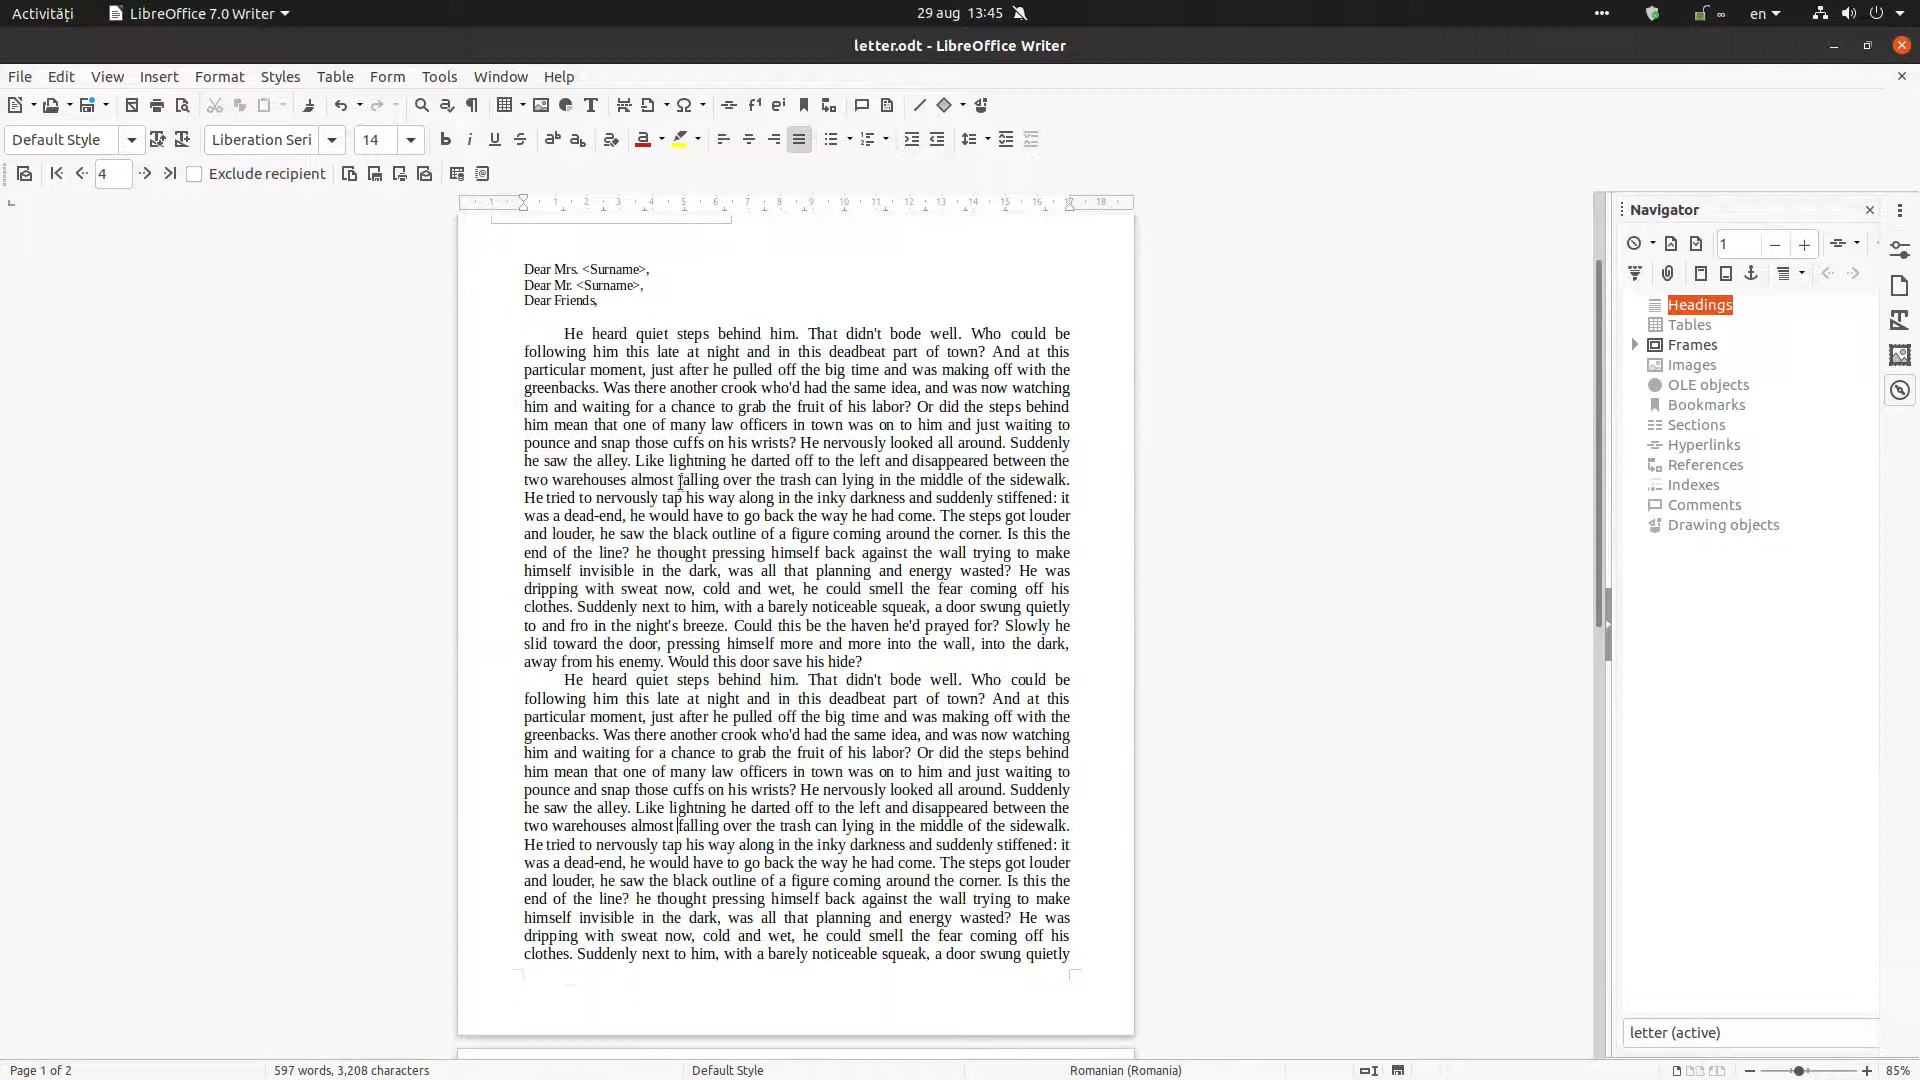 Activități
LibreOffice 7.0 Writer
29 aug 13:45
en
letter.odt - LibreOffice Writer
File Edit View Insert Format Styles Table Form Tools Window Help
Default Style
Liberation Seri
14
4
Exclude recipient
1 1 2 3 4 5 6 7 8 9 10 11 12 13 14 15 16 17 18
Dear Mrs. <Surname>,
Dear Mr. <Surname>,
Dear Friends,
He heard quiet steps behind him. That didn't bode well. Who could be
following him this late at night and in this deadbeat part of town? And at this
particular moment, just after he pulled off the big time and was making off with the
greenbacks. Was there another crook who'd had the same idea, and was now watching
him and waiting for a chance to grab the fruit of his labor? Or did the steps behind
him mean that one of many law officers in town was on to him and just waiting to
pounce and snap those cuffs on his wrists? He nervously looked all around. Suddenly
he saw the alley. Like lightning he darted off to the left and disappeared between the
two warehouses almost falling over the trash can lying in the middle of the sidewalk.
He tried to nervously tap his way along in the inky darkness and suddenly stiffened: it
was a dead-end, he would have to go back the way he had come. The steps got louder
and louder, he saw the black outline of a figure coming around the corner. Is this the
end of the line? he thought pressing himself back against the wall trying to make
himself invisible in the dark, was all that planning and energy wasted? He was
dripping with sweat now, cold and wet, he could smell the fear coming off his
clothes. Suddenly next to him, with a barely noticeable squeak, a door swung quietly
to and fro in the night's breeze. Could this be the haven he'd prayed for? Slowly he
slid toward the door, pressing himself more and more into the wall, into the dark,
away from his enemy. Would this door save his hide?
He heard quiet steps behind him. That didn't bode well. Who could be
following him this late at night and in this deadbeat part of town? And at this
particular moment, just after he pulled off the big time and was making off with the
greenbacks. Was there another crook who'd had the same idea, and was now watching
him and waiting for a chance to grab the fruit of his labor? Or did the steps behind
him mean that one of many law officers in town was on to him and just waiting to
pounce and snap those cuffs on his wrists? He nervously looked all around. Suddenly
he saw the alley. Like lightning he darted off to the left and disappeared between the
two warehouses almost falling over the trash can lying in the middle of the sidewalk.
He tried to nervously tap his way along in the inky darkness and suddenly stiffened: it
was a dead-end, he would have to go back the way he had come. The steps got louder
and louder, he saw the black outline of a figure coming around the corner. Is this the
end of the line? he thought pressing himself back against the wall trying to make
himself invisible in the dark, was all that planning and energy wasted? He was
dripping with sweat now, cold and wet, he could smell the fear coming off his
clothes. Suddenly next to him, with a barely noticeable squeak, a door swung quietly
Navigator
1
Headings
Tables
Frames
Images
OLE objects
Bookmarks
Sections
Hyperlinks
References
Indexes
Comments
Drawing objects
letter (active)
Page 1 of 2
597 words, 3,208 characters
Default Style
Romanian (Romania)
85%